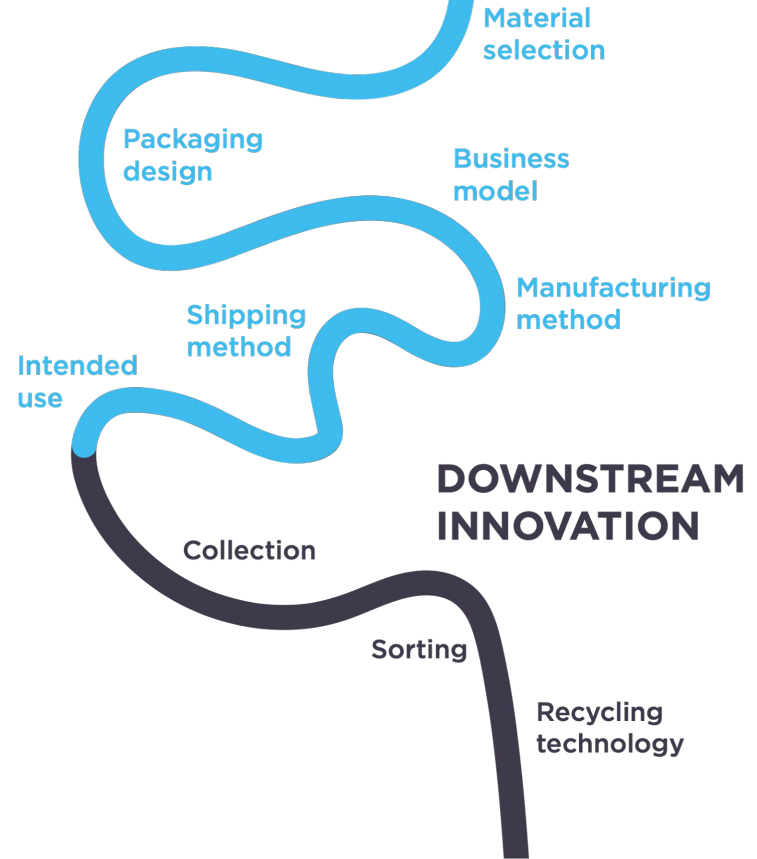 Material
selection
Packaging
design
Business
model
Manufacturing
method
Shipping
method
Intended
use
DOWNSTREAM
INNOVATION
Collection
Sorting
Recycling
technology